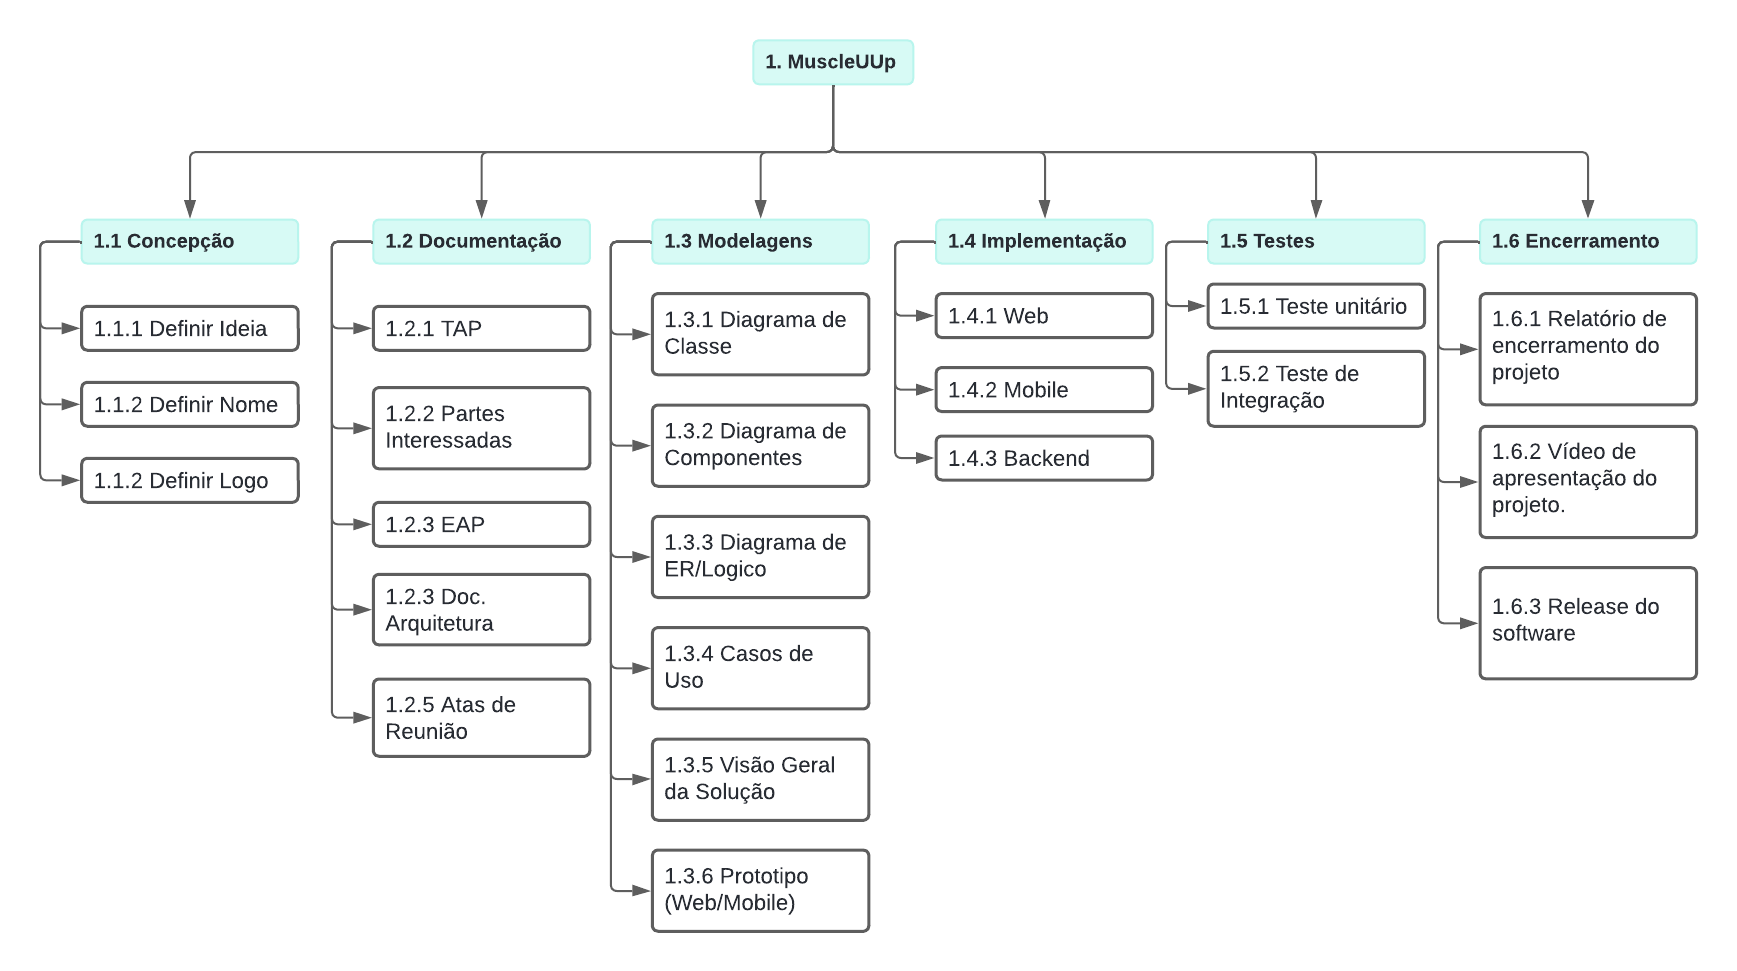 1. MuscleUUp
1.1 Concepção
1.1.1 Definir Ideia
1.1.2 Definir Nome
1.1.2 Definir Logo
1.2 Documentação
1.2.1 TAP
1.2.2 Partes
Interessadas
1.2.3 EAP
1.2.3 Doc.
Arquitetura
1.2.5 Atas de
Reunião
1.3 Modelagens
1.3.1 Diagrama de
Classe
1.3.2 Diagrama de
Componentes
1.3.3 Diagrama de
ER/Logico
1.3.4 Casos de
Uso
1.3.5 Visão Geral
da Solução
1.3.6 Prototipo
(Web/Mobile)
1.4 Implementação
1.4.1 Web
1.4.2 Mobile
1.4.3 Backend
1.5 Testes
1.5.1 Teste unitário
1.5.2 Teste de
Integração
1.6 Encerramento
1.6.1 Relatório de
encerramento do
projeto
1.6.2 Vídeo de
apresentação do
projeto.
1.6.3 Release do
software